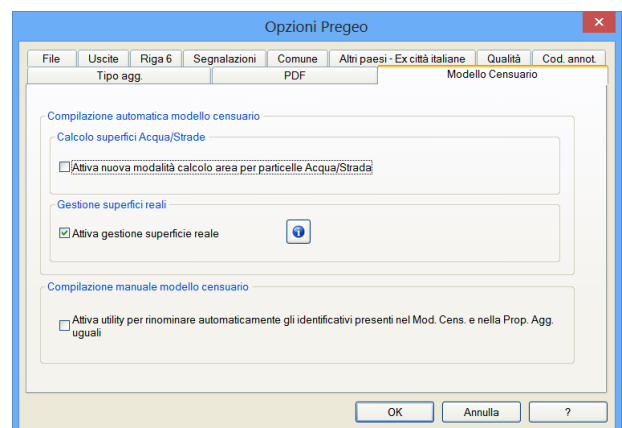 Opzioni Pregeo
File Uscite Riga 6 Segnalazioni Comune Altri paesi - Ex città italiane Qualità Cod. annot.
Tipo agg. PDF Modello Censuario
Compilazione automatica modello censuario
Calcolo superfici Acqua/Strade
Attiva nuova modalità calcolo area per particelle Acqua/Strada
Gestione superfici reali
Attiva gestione superficie reale
Compilazione manuale modello censuario
Attiva utility per rinominare automaticamente gli identificativi presenti nel Mod. Cens. e nella Prop. Agg.
uguali
OK Annulla ?